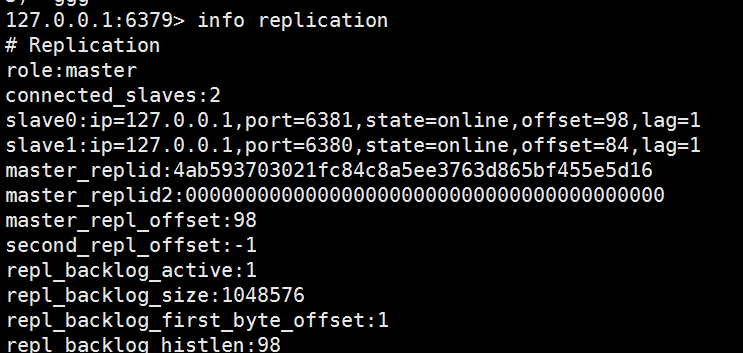 127.0.0.1:6379> info replication
# Replication
role:master
connected_slaves:2
slave0:ip=127.0.0.1,port=6381,state=online,offset=98,lag=1
slave1:ip=127.0.0.1,port=6380,state=online,offset=84,lag=1
master_replid:4ab593703021fc84c8a5ee3763d865bf455e5d16
master_replid2:0000000000000000000000000000000000000000
master_repl_offset:98
second_repl_offset:-1
repl_backlog_active:1
repl_backlog_size:1048576
repl_backlog_first_byte_offset:1
repl_backlog_histlen:98